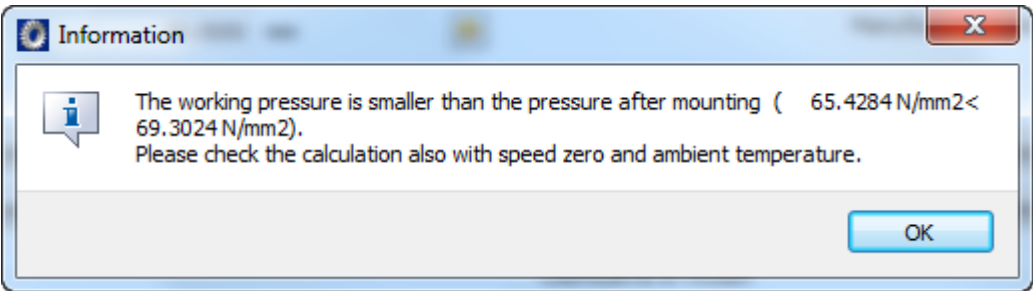 Information
The working pressure is smaller than the pressure after mounting (    65.4284 N/mm2<
69.3024 N/mm2).
Please check the calculation also with speed zero and ambient temperature.
OK